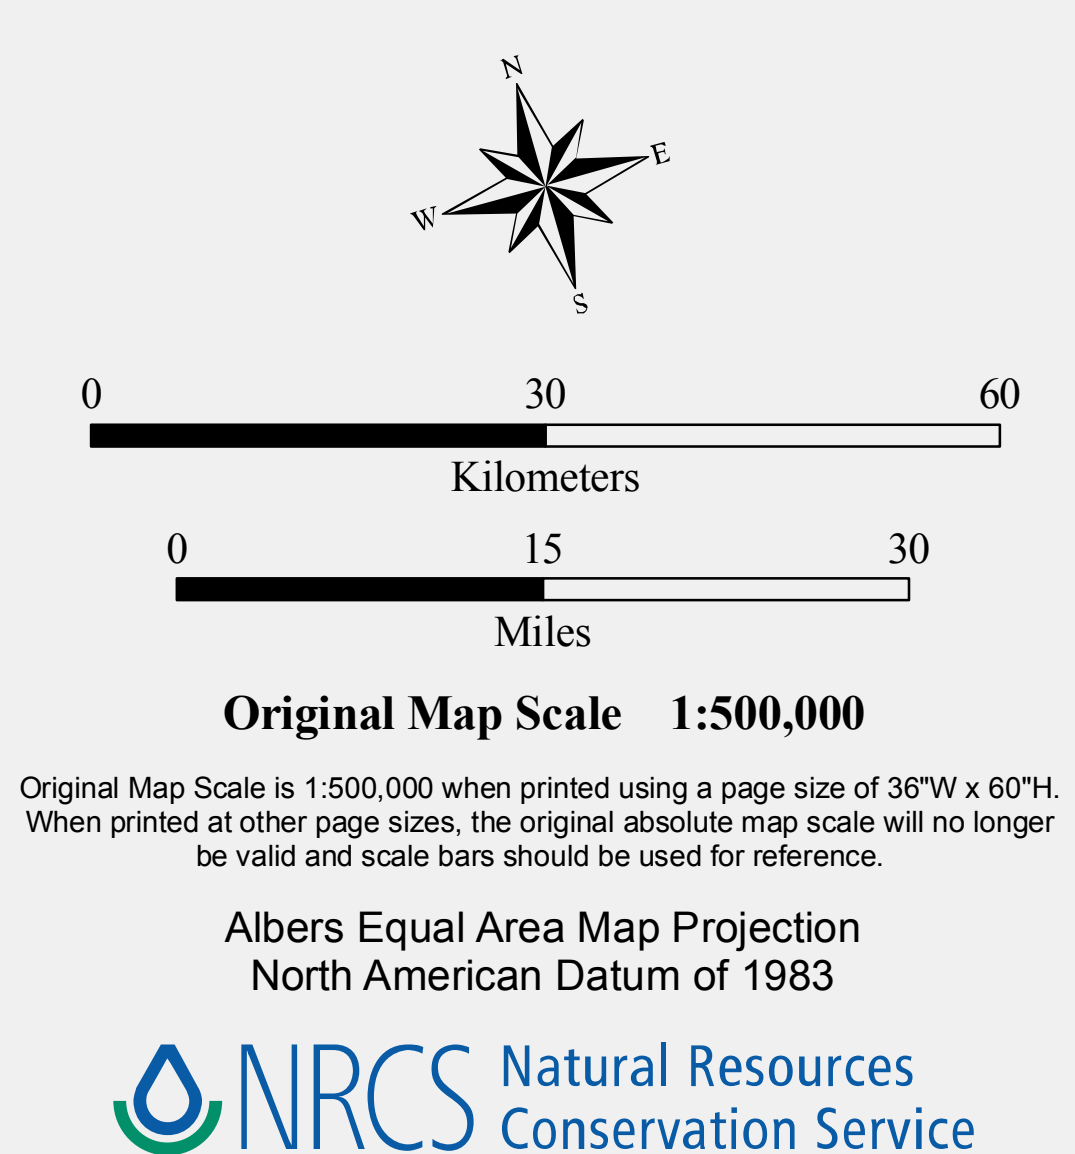 N
E
W
S
0 30 60
Kilometers
0 15 30
Miles
Original Map Scale 1:500,000
Original Map Scale is 1:500,000 when printed using a page size of 36"W x 60"H.
When printed at other page sizes, the original absolute map scale will no longer
be valid and scale bars should be used for reference.
Albers Equal Area Map Projection
North American Datum of 1983
NRCS Natural Resources
Conservation Service